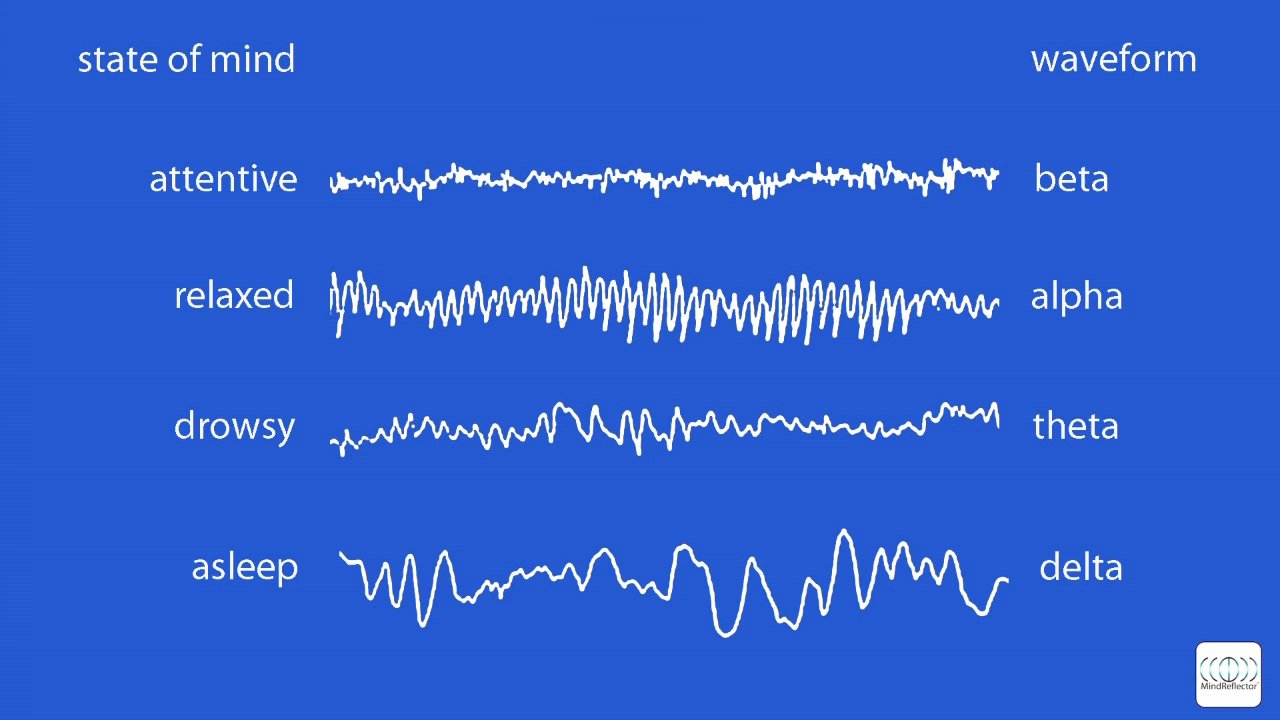 state of mind waveform
attentive beta
relaxed alpha
drowsy theta
asleep delta
MindReflector